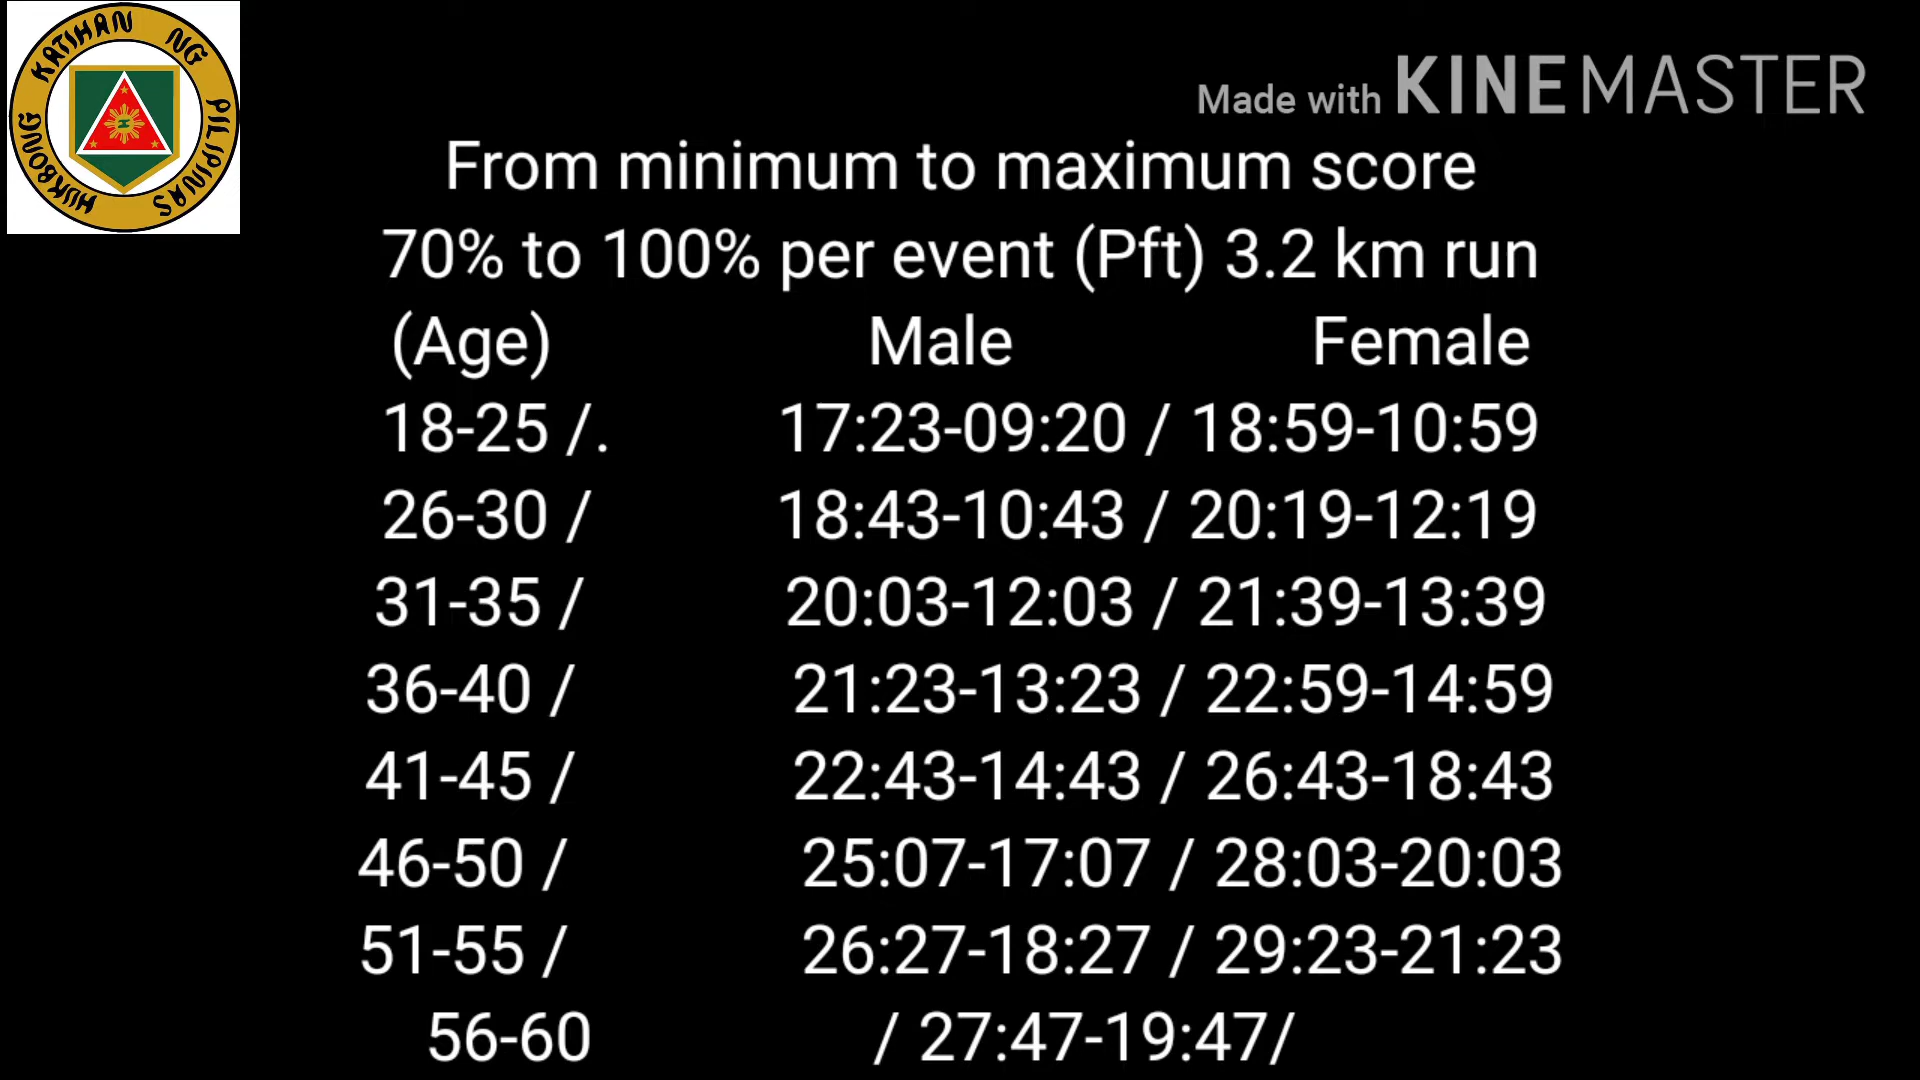 HUKBONG KATIHAN NG PILIPINAS
Made with KINEMASTER
From minimum to maximum score
70% to 100% per event (Pft) 3.2 km run
(Age) Male Female
18-25 /. 17:23-09:20 / 18:59-10:59
26-30 / 18:43-10:43 / 20:19-12:19
31-35 / 20:03-12:03 / 21:39-13:39
36-40 / 21:23-13:23 / 22:59-14:59
41-45 / 22:43-14:43 / 26:43-18:43
46-50 / 25:07-17:07 / 28:03-20:03
51-55 / 26:27-18:27 / 29:23-21:23
56-60 / 27:47-19:47/